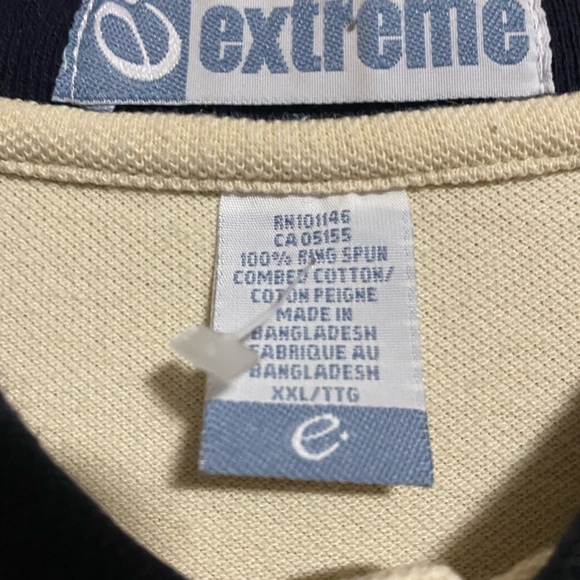 e extreme
RN101146
CA 05155
100% RING SPUN
COMBED COTTON/
COTON PEIGNE
MADE IN
BANGLADESH
FABRIQUE AU
BANGLADESH
XXL/TTG
e